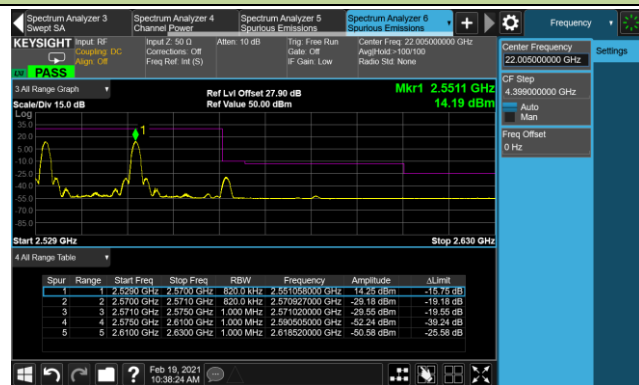 Spectrum Analyzer 3
Swept SA
Spectrum Analyzer 4
Channel Power
Spectrum Analyzer 5
Spurious Emissions
Spectrum Analyzer 6
Spurious Emissions
Frequency
KEYSIGHT
Input: RF
Coupling: DC
Align: Off
Input Z: 50 Ω
Corrections: Off
Freq Ref: Int (S)
Atten: 10 dB
Trig: Free Run
Gate: Off
IF Gain: Low
Center Freq: 22.005000000 GHz
Avg|Hold >100/100
Radio Std: None
PASS
Center Frequency
22.005000000 GHz
Settings
CF Step
4.399000000 GHz
Auto
Man
Freq Offset
0 Hz
3 All Range Graph
Ref Lvl Offset 27.90 dB
Mkr1 2.5511 GHz
Scale/Div 15.0 dB
Ref Value 50.00 dBm
14.19 dBm
Log
35.0
20.0
5.00
-10.0
-25.0
-40.0
-55.0
-70.0
-85.0
1
Start 2.529 GHz
Stop 2.630 GHz
4 All Range Table
Spur Range Start Freq Stop Freq RBW Frequency Amplitude ΔLimit
1 1 2.5290 GHz 2.5700 GHz 820.0 kHz 2.551058000 GHz 14.25 dBm -15.75 dB
2 2 2.5700 GHz 2.5710 GHz 820.0 kHz 2.570927000 GHz -29.18 dBm -19.18 dB
3 3 2.5710 GHz 2.5750 GHz 1.000 MHz 2.571020000 GHz -29.55 dBm -19.55 dB
4 4 2.5750 GHz 2.6100 GHz 1.000 MHz 2.590505000 GHz -52.24 dBm -39.24 dB
5 5 2.6100 GHz 2.6300 GHz 1.000 MHz 2.618520000 GHz -50.58 dBm -25.58 dB
Feb 19, 2021
10:38:24 AM